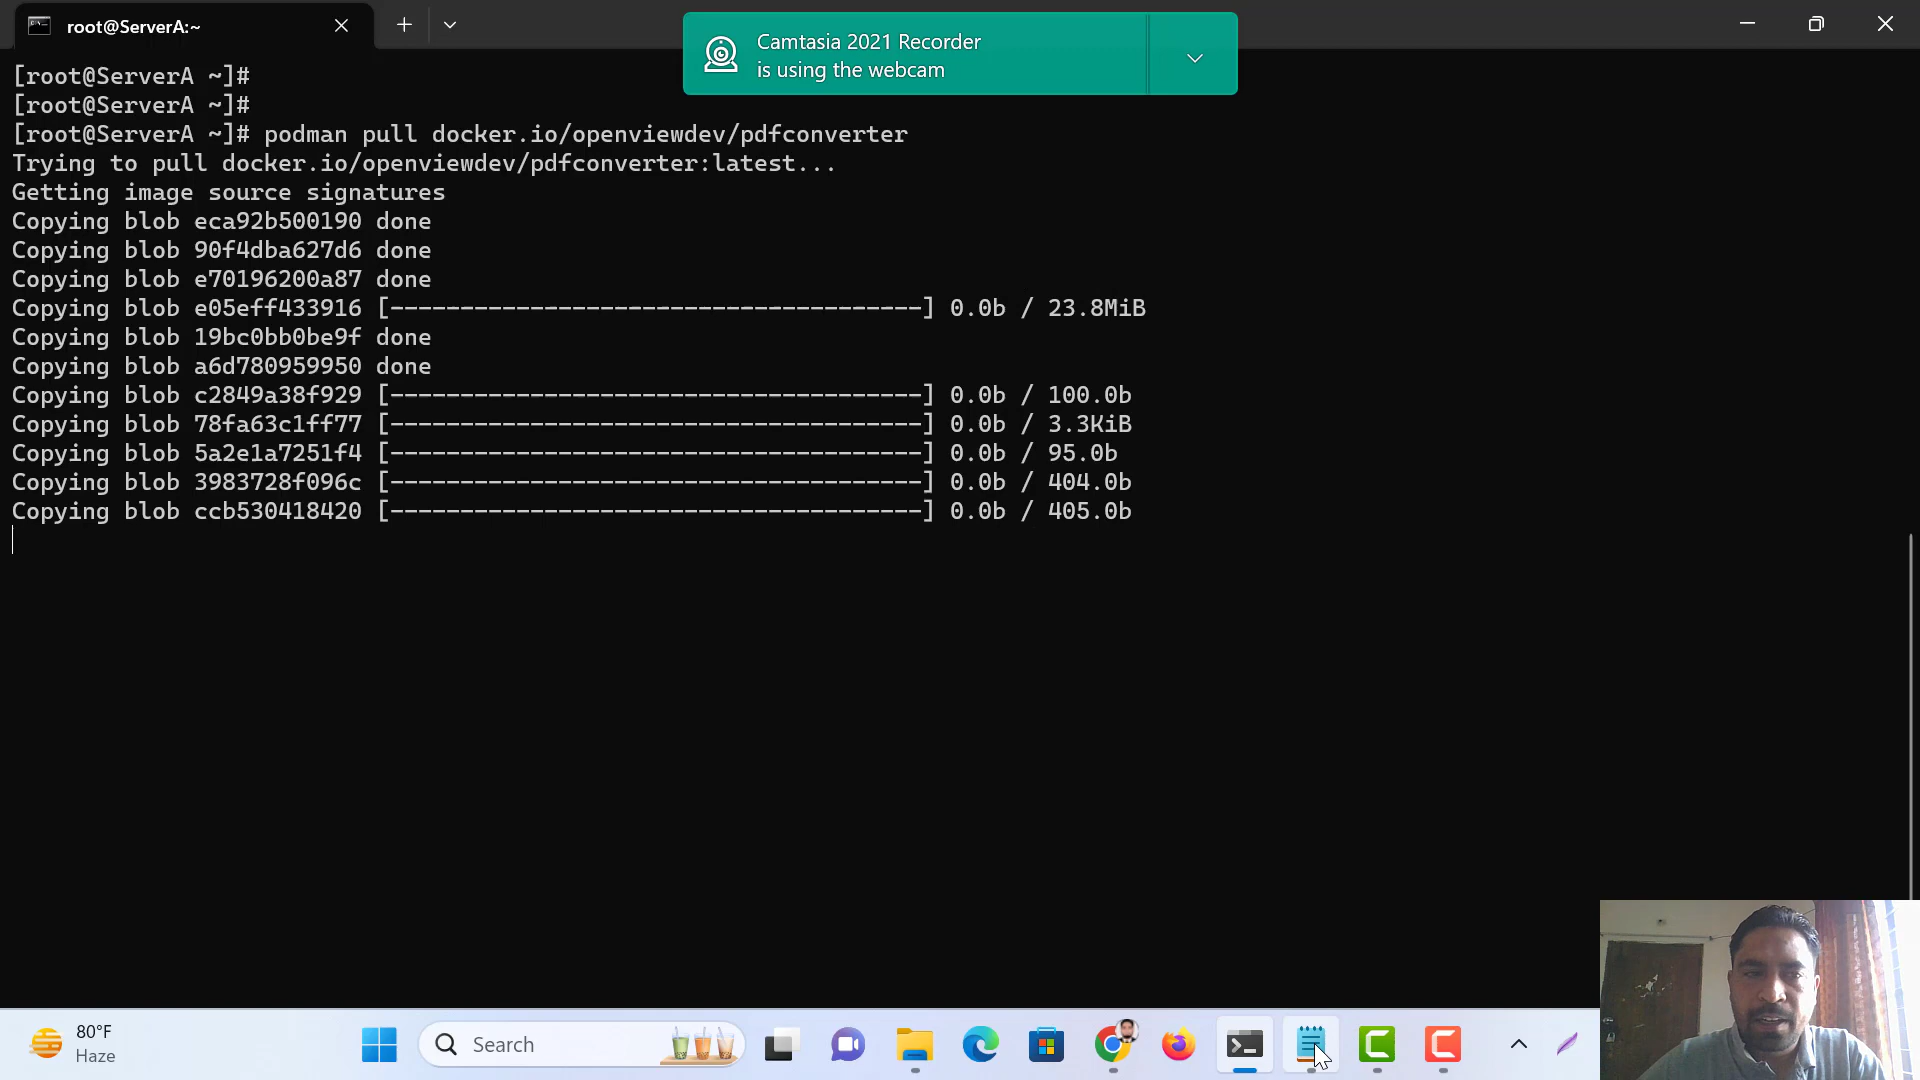 root@ServerA:~
Camtasia 2021 Recorder
is using the webcam
[root@ServerA ~]#
[root@ServerA ~]#
[root@ServerA ~]# podman pull docker.io/openviewdev/pdfconverter
Trying to pull docker.io/openviewdev/pdfconverter:latest...
Getting image source signatures
Copying blob eca92b500190 done
Copying blob 90f4dba627d6 done
Copying blob e70196200a87 done
Copying blob e05eff433916 [--------------------------------------] 0.0b / 23.8MiB
Copying blob 19bc0bb0be9f done
Copying blob a6d780959950 done
Copying blob c2849a38f929 [--------------------------------------] 0.0b / 100.0b
Copying blob 78fa63c1ff77 [--------------------------------------] 0.0b / 3.3KiB
Copying blob 5a2e1a7251f4 [--------------------------------------] 0.0b / 95.0b
Copying blob 3983728f096c [--------------------------------------] 0.0b / 404.0b
Copying blob ccb530418420 [--------------------------------------] 0.0b / 405.0b
80°F
Haze
Search